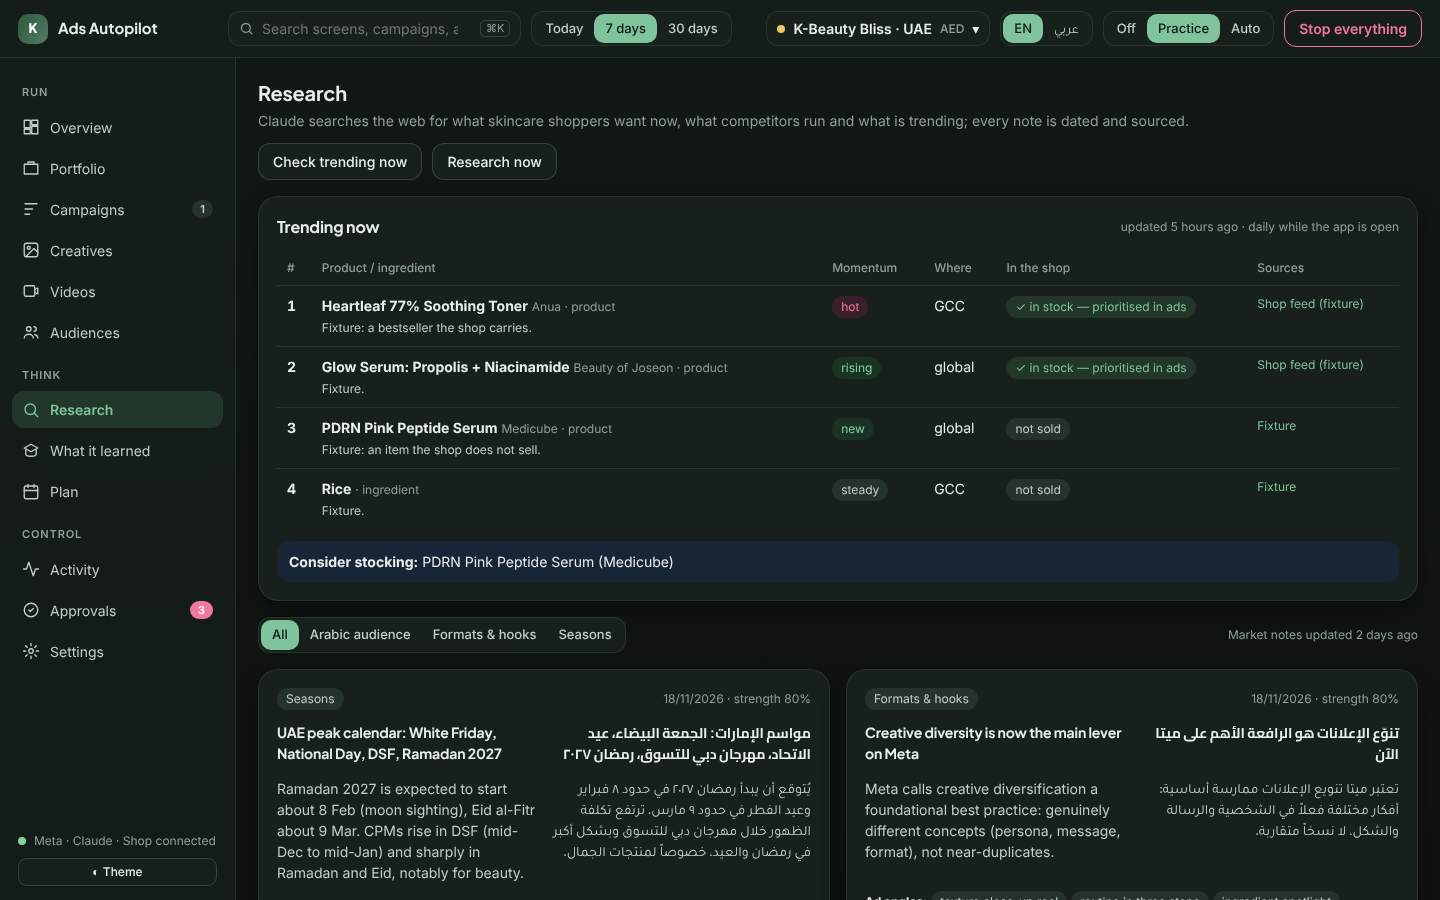 K Ads Autopilot
Search screens, campaigns, a ⌘K
Today 7 days 30 days
K-Beauty Bliss · UAE AED ▾
EN عربي
Off Practice Auto
Stop everything
RUN
Overview
Portfolio
Campaigns 1
Creatives
Videos
Audiences
THINK
Research
What it learned
Plan
CONTROL
Activity
Approvals 3
Settings
Meta · Claude · Shop connected
Theme
Research
Claude searches the web for what skincare shoppers want now, what competitors run and what is trending; every note is dated and sourced.
Check trending now Research now
Trending now updated 5 hours ago · daily while the app is open
# Product / ingredient Momentum Where In the shop Sources
1 Heartleaf 77% Soothing Toner Anua · product hot GCC ✓ in stock — prioritised in ads Shop feed (fixture)
Fixture: a bestseller the shop carries.
2 Glow Serum: Propolis + Niacinamide Beauty of Joseon · product rising global ✓ in stock — prioritised in ads Shop feed (fixture)
Fixture.
3 PDRN Pink Peptide Serum Medicube · product new global not sold Fixture
Fixture: an item the shop does not sell.
4 Rice · ingredient steady GCC not sold Fixture
Fixture.
Consider stocking: PDRN Pink Peptide Serum (Medicube)
All Arabic audience Formats & hooks Seasons Market notes updated 2 days ago
Seasons 18/11/2026 · strength 80%
UAE peak calendar: White Friday,
National Day, DSF, Ramadan 2027
مواسم الإمارات: الجمعة البيضاء، عيد
الاتحاد، مهرجان دبي للتسوق، رمضان ٢٠٢٧
Ramadan 2027 is expected to start
about 8 Feb (moon sighting), Eid al-Fitr
about 9 Mar. CPMs rise in DSF (mid-
Dec to mid-Jan) and sharply in
Ramadan and Eid, notably for beauty.
يُتوقع أن يبدأ رمضان ٢٠٢٧ في حدود ٨ فبراير
وعيد الفطر في حدود ٩ مارس. ترتفع تكلفة
الظهور خلال مهرجان دبي للتسوق وبشكل أكبر
في رمضان والعيد، خصوصاً لمنتجات الجمال.
Formats & hooks 18/11/2026 · strength 80%
Creative diversity is now the main lever
on Meta
تنوّع الإعلانات هو الرافعة الأهم على ميتا
الآن
Meta calls creative diversification a
foundational best practice: genuinely
different concepts (persona, message,
format), not near-duplicates.
تعتبر ميتا تنويع الإعلانات ممارسة أساسية:
أفكار مختلفة فعلاً في الشخصية والرسالة
والشكل، لا نسخاً متقاربة.